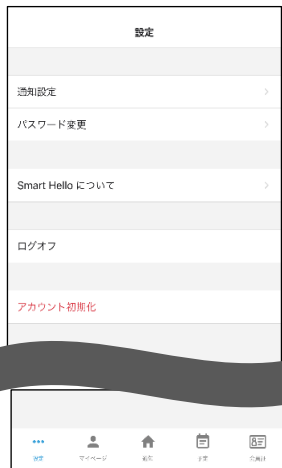 設定
通知設定
パスワード変更
Smart Hello について
ログオフ
アカウント初期化
設定
マイページ
予定